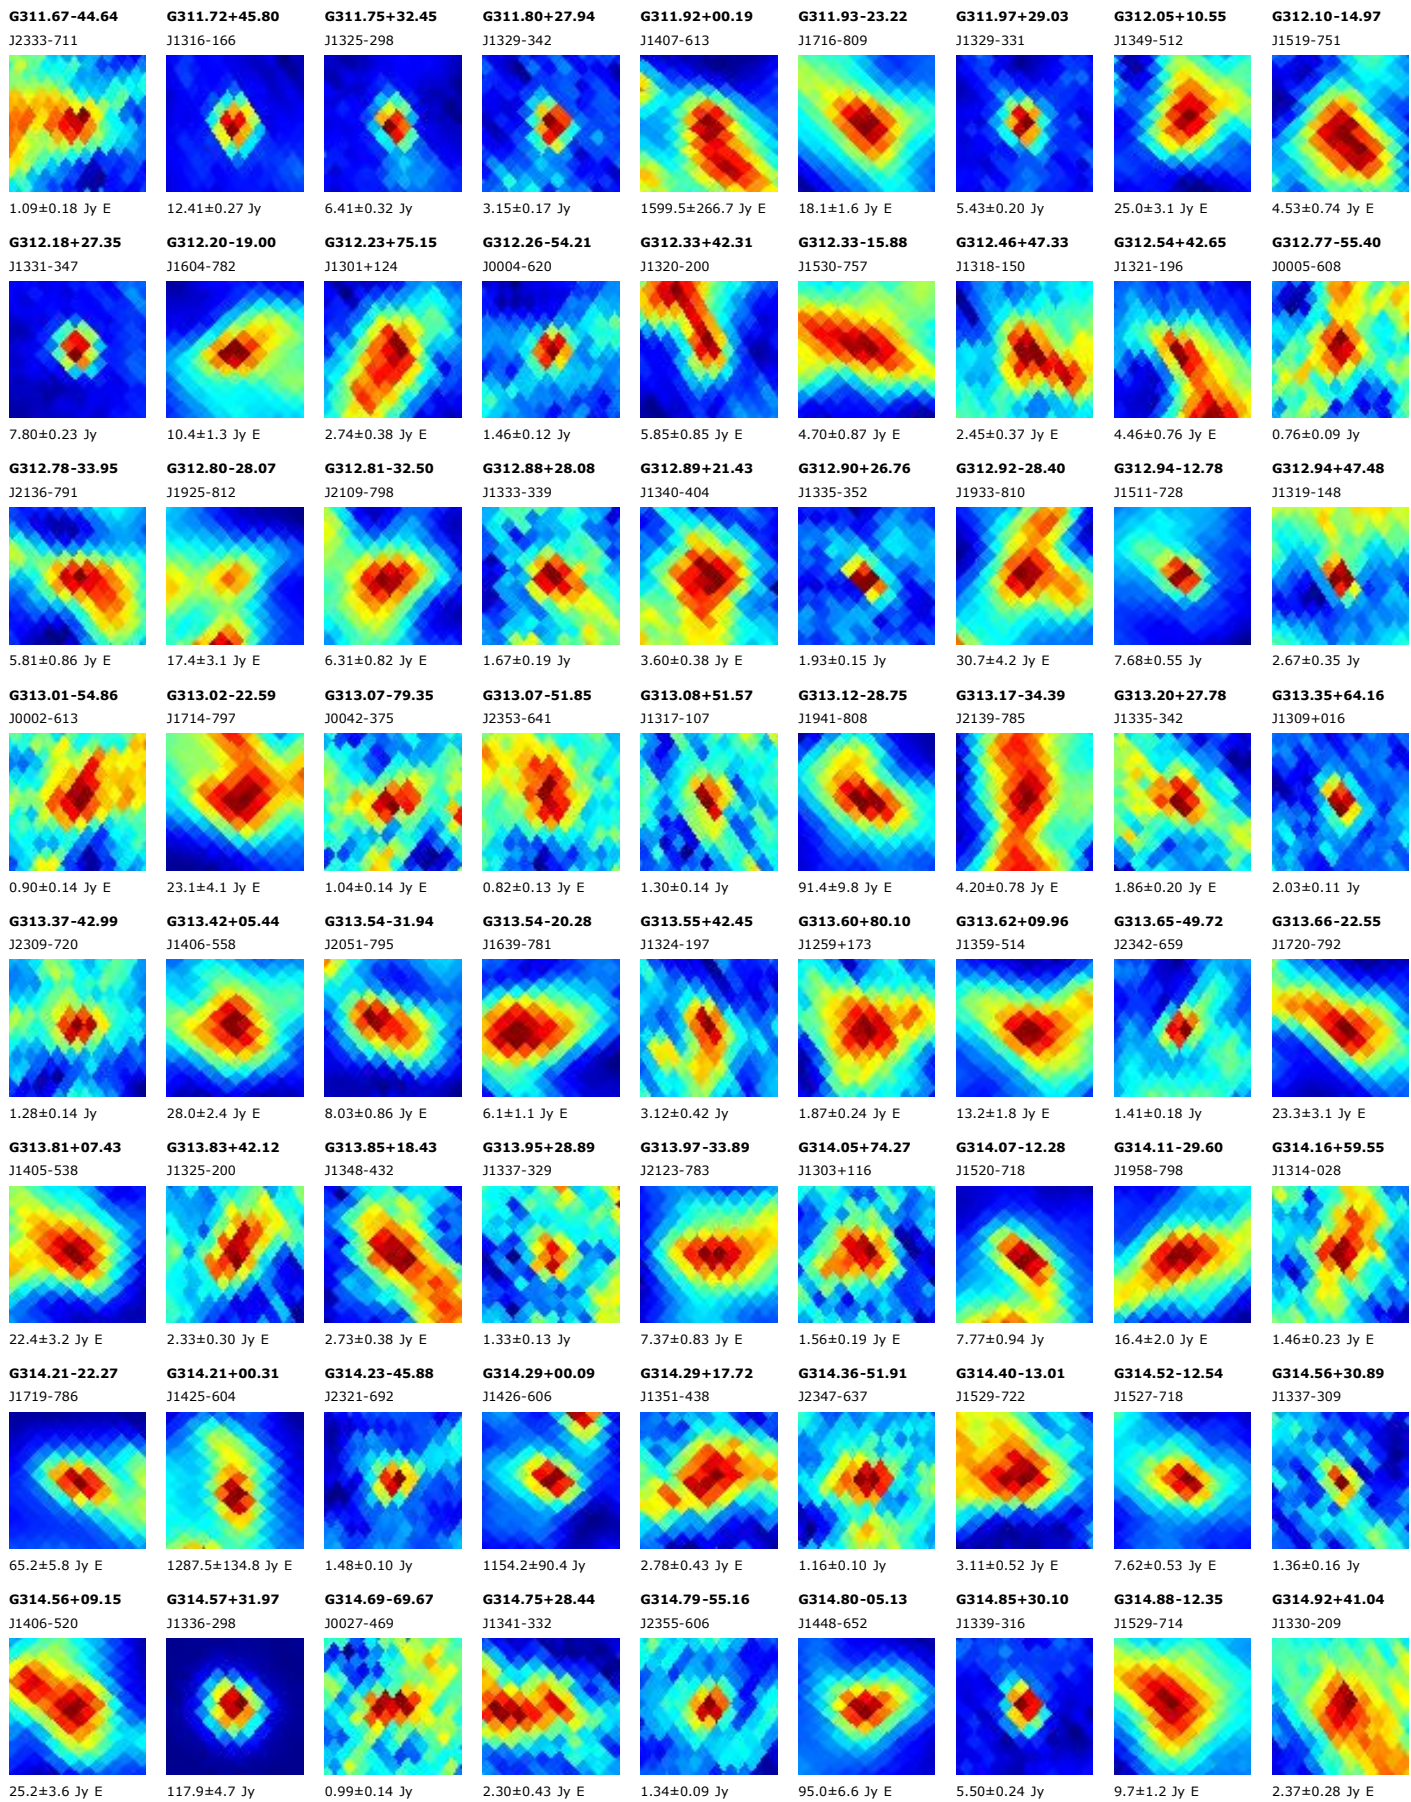 G311.67-44.64 G311.72+45.80 G311.75+32.45 G311.80+27.94 G311.92+00.19 G311.93-23.22 G311.97+29.03 G312.05+10.55 G312.10-14.97
J2333-711 J1316-166 J1325-298 J1329-342 J1407-613 J1716-809 J1329-331 J1349-512 J1519-751
1.09±0.18 Jy E 12.41±0.27 Jy 6.41±0.32 Jy 3.15±0.17 Jy 1599.5±266.7 Jy E 18.1±1.6 Jy E 5.43±0.20 Jy 25.0±3.1 Jy E 4.53±0.74 Jy E
G312.18+27.35 G312.20-19.00 G312.23+75.15 G312.26-54.21 G312.33+42.31 G312.33-15.88 G312.46+47.33 G312.54+42.65 G312.77-55.40
J1331-347 J1604-782 J1301+124 J0004-620 J1320-200 J1530-757 J1318-150 J1321-196 J0005-608
7.80±0.23 Jy 10.4±1.3 Jy E 2.74±0.38 Jy E 1.46±0.12 Jy 5.85±0.85 Jy E 4.70±0.87 Jy E 2.45±0.37 Jy E 4.46±0.76 Jy E 0.76±0.09 Jy
G312.78-33.95 G312.80-28.07 G312.81-32.50 G312.88+28.08 G312.89+21.43 G312.90+26.76 G312.92-28.40 G312.94-12.78 G312.94+47.48
J2136-791 J1925-812 J2109-798 J1333-339 J1340-404 J1335-352 J1933-810 J1511-728 J1319-148
5.81±0.86 Jy E 17.4±3.1 Jy E 6.31±0.82 Jy E 1.67±0.19 Jy 3.60±0.38 Jy E 1.93±0.15 Jy 30.7±4.2 Jy E 7.68±0.55 Jy 2.67±0.35 Jy
G313.01-54.86 G313.02-22.59 G313.07-79.35 G313.07-51.85 G313.08+51.57 G313.12-28.75 G313.17-34.39 G313.20+27.78 G313.35+64.16
J0002-613 J1714-797 J0042-375 J2353-641 J1317-107 J1941-808 J2139-785 J1335-342 J1309+016
0.90±0.14 Jy E 23.1±4.1 Jy E 1.04±0.14 Jy E 0.82±0.13 Jy E 1.30±0.14 Jy 91.4±9.8 Jy E 4.20±0.78 Jy E 1.86±0.20 Jy E 2.03±0.11 Jy
G313.37-42.99 G313.42+05.44 G313.54-31.94 G313.54-20.28 G313.55+42.45 G313.60+80.10 G313.62+09.96 G313.65-49.72 G313.66-22.55
J2309-720 J1406-558 J2051-795 J1639-781 J1324-197 J1259+173 J1359-514 J2342-659 J1720-792
1.28±0.14 Jy 28.0±2.4 Jy E 8.03±0.86 Jy E 6.1±1.1 Jy E 3.12±0.42 Jy 1.87±0.24 Jy E 13.2±1.8 Jy E 1.41±0.18 Jy 23.3±3.1 Jy E
G313.81+07.43 G313.83+42.12 G313.85+18.43 G313.95+28.89 G313.97-33.89 G314.05+74.27 G314.07-12.28 G314.11-29.60 G314.16+59.55
J1405-538 J1325-200 J1348-432 J1337-329 J2123-783 J1303+116 J1520-718 J1958-798 J1314-028
22.4±3.2 Jy E 2.33±0.30 Jy E 2.73±0.38 Jy E 1.33±0.13 Jy 7.37±0.83 Jy E 1.56±0.19 Jy E 7.77±0.94 Jy 16.4±2.0 Jy E 1.46±0.23 Jy E
G314.21-22.27 G314.21+00.31 G314.23-45.88 G314.29+00.09 G314.29+17.72 G314.36-51.91 G314.40-13.01 G314.52-12.54 G314.56+30.89
J1719-786 J1425-604 J2321-692 J1426-606 J1351-438 J2347-637 J1529-722 J1527-718 J1337-309
65.2±5.8 Jy E 1287.5±134.8 Jy E 1.48±0.10 Jy 1154.2±90.4 Jy 2.78±0.43 Jy E 1.16±0.10 Jy 3.11±0.52 Jy E 7.62±0.53 Jy E 1.36±0.16 Jy
G314.56+09.15 G314.57+31.97 G314.69-69.67 G314.75+28.44 G314.79-55.16 G314.80-05.13 G314.85+30.10 G314.88-12.35 G314.92+41.04
J1406-520 J1336-298 J0027-469 J1341-332 J2355-606 J1448-652 J1339-316 J1529-714 J1330-209
25.2±3.6 Jy E 117.9±4.7 Jy 0.99±0.14 Jy 2.30±0.43 Jy E 1.34±0.09 Jy 95.0±6.6 Jy E 5.50±0.24 Jy 9.7±1.2 Jy E 2.37±0.28 Jy E